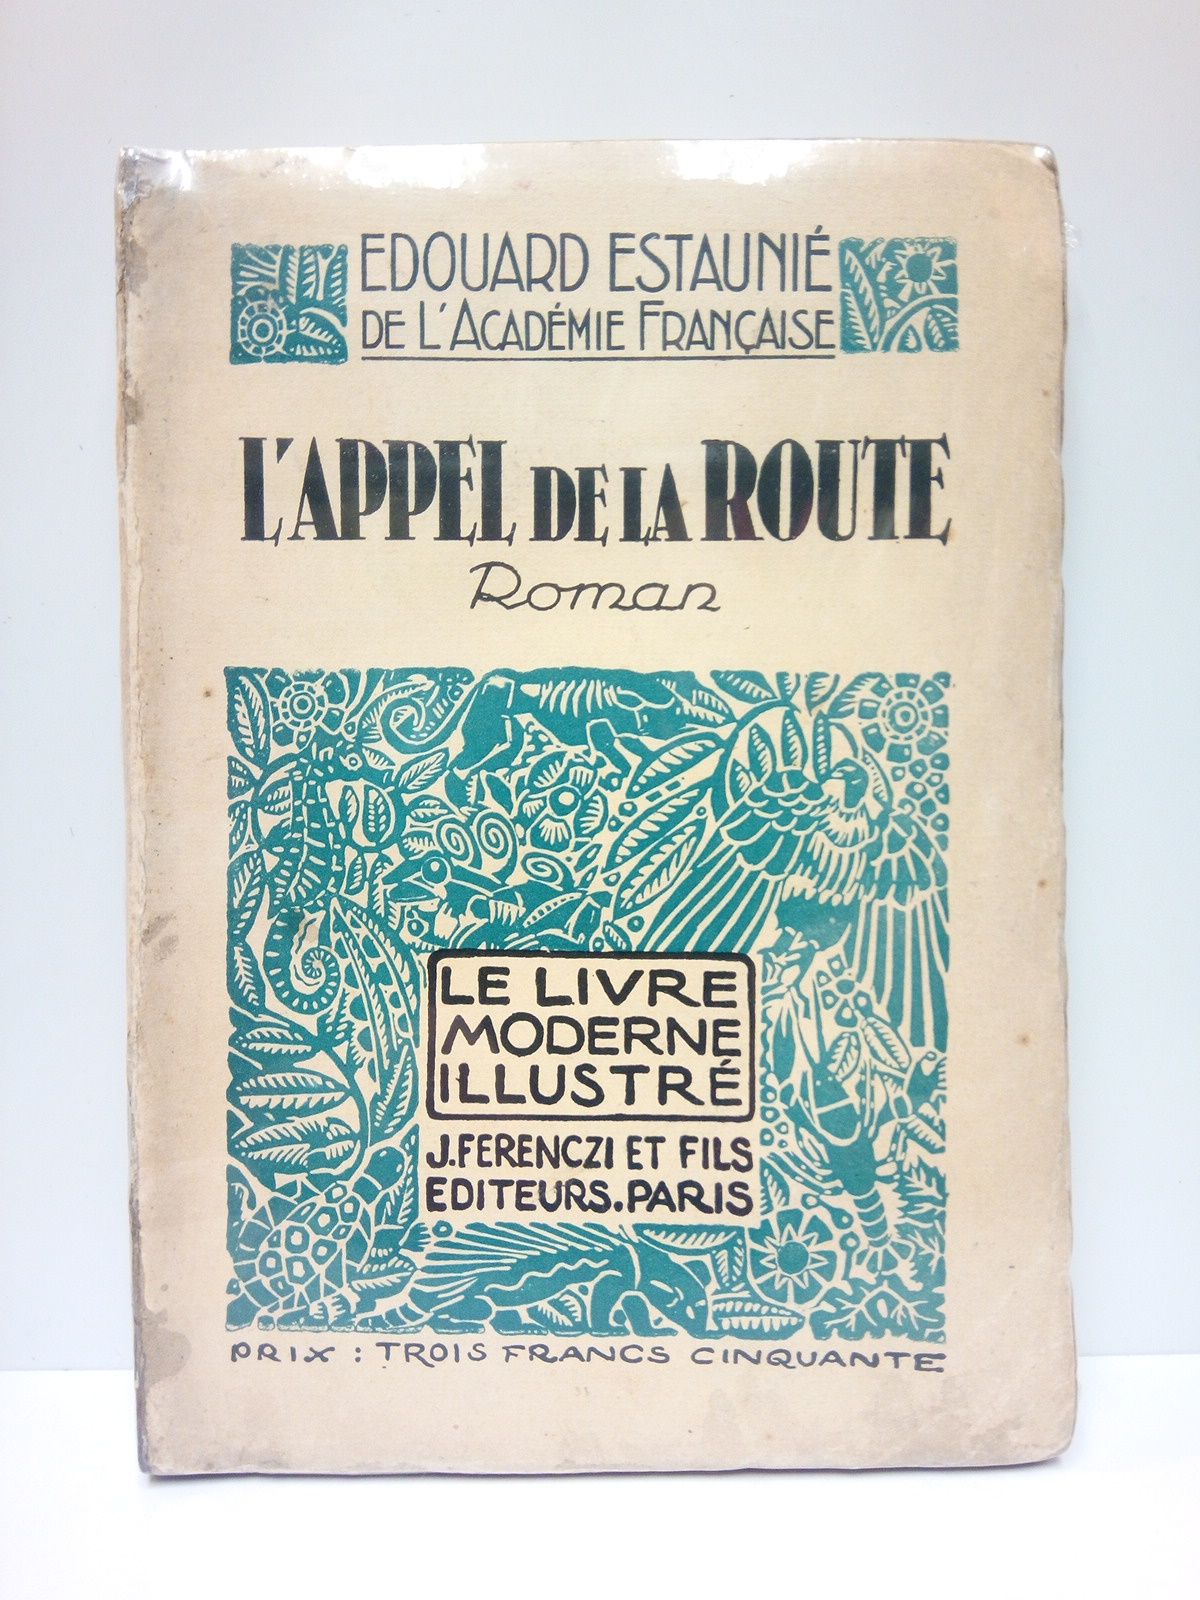 EDOUARD ESTAUNIÉ
DE L'ACADÉMIE FRANÇAISE
L'APPEL DE LA ROUTE
Roman
LE LIVRE
MODERNE
ILLUSTRÉ
J. FERENCZI ET FILS
EDITEURS. PARIS
PRIX : TROIS FRANCS CINQUANTE